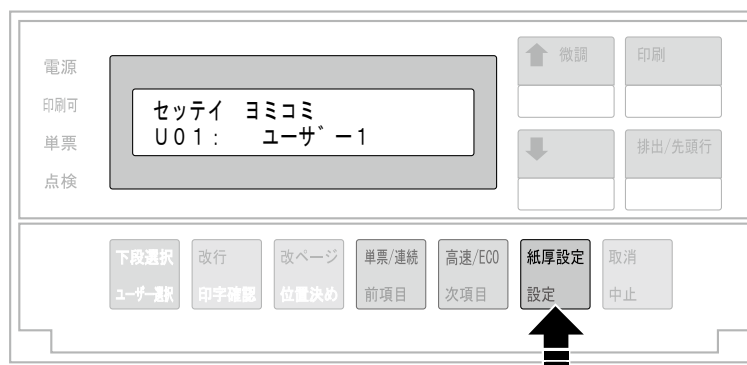 電源
印刷可
単票
点検
セッテイ ヨミコミ
U01: ユーザー1
微調
印刷
排出/先頭行
下段選択
ユーザー選択
改行
印字確認
改ページ
位置決め
単票/連続
前項目
高速/ECO
次項目
紙厚設定
設定
取消
中止